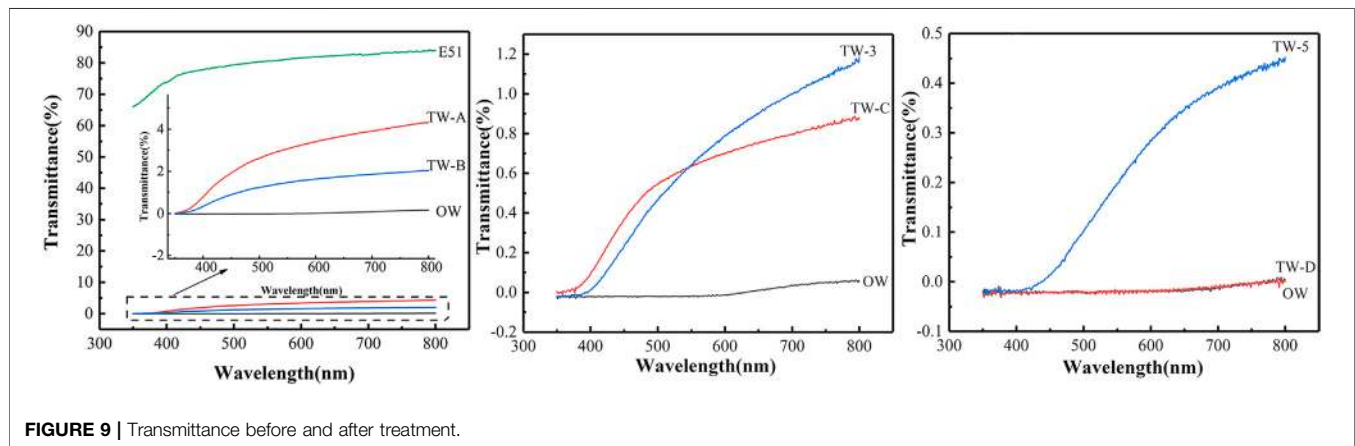 90
80
70
60
50
40
30
20
10
0
Transmittance(%)
E51
4
2
0
-2
Transmittance(%)
TW-A
TW-B
OW
400 500 600 700 800
Wavelength(nm)
300 400 500 600 700 800
Wavelength(nm)
1.2
1.0
0.8
0.6
0.4
0.2
0.0
-0.2
Transmittance(%)
TW-3
TW-C
OW
300 400 500 600 700 800
Wavelength(nm)
0.5
0.4
0.3
0.2
0.1
0.0
-0.1
Transmittance(%)
TW-5
TW-D
OW
300 400 500 600 700 800
Wavelength(nm)
FIGURE 9 | Transmittance before and after treatment.